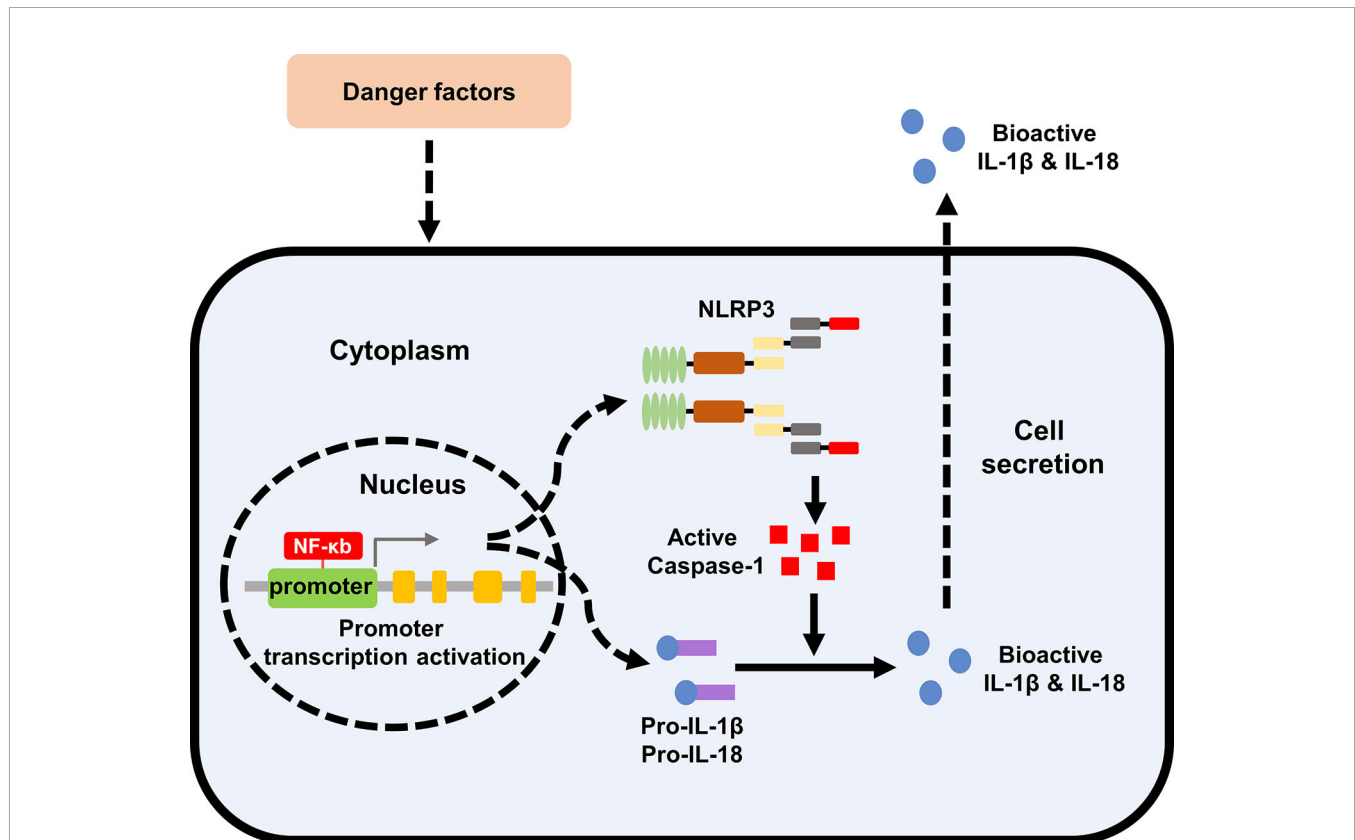 Danger factors
Bioactive
IL-1β & IL-18
NLRP3
Cytoplasm
Cell
secretion
Nucleus
NF-κb
promoter
Promoter
transcription activation
Active
Caspase-1
Pro-IL-1β
Pro-IL-18
Bioactive
IL-1β & IL-18